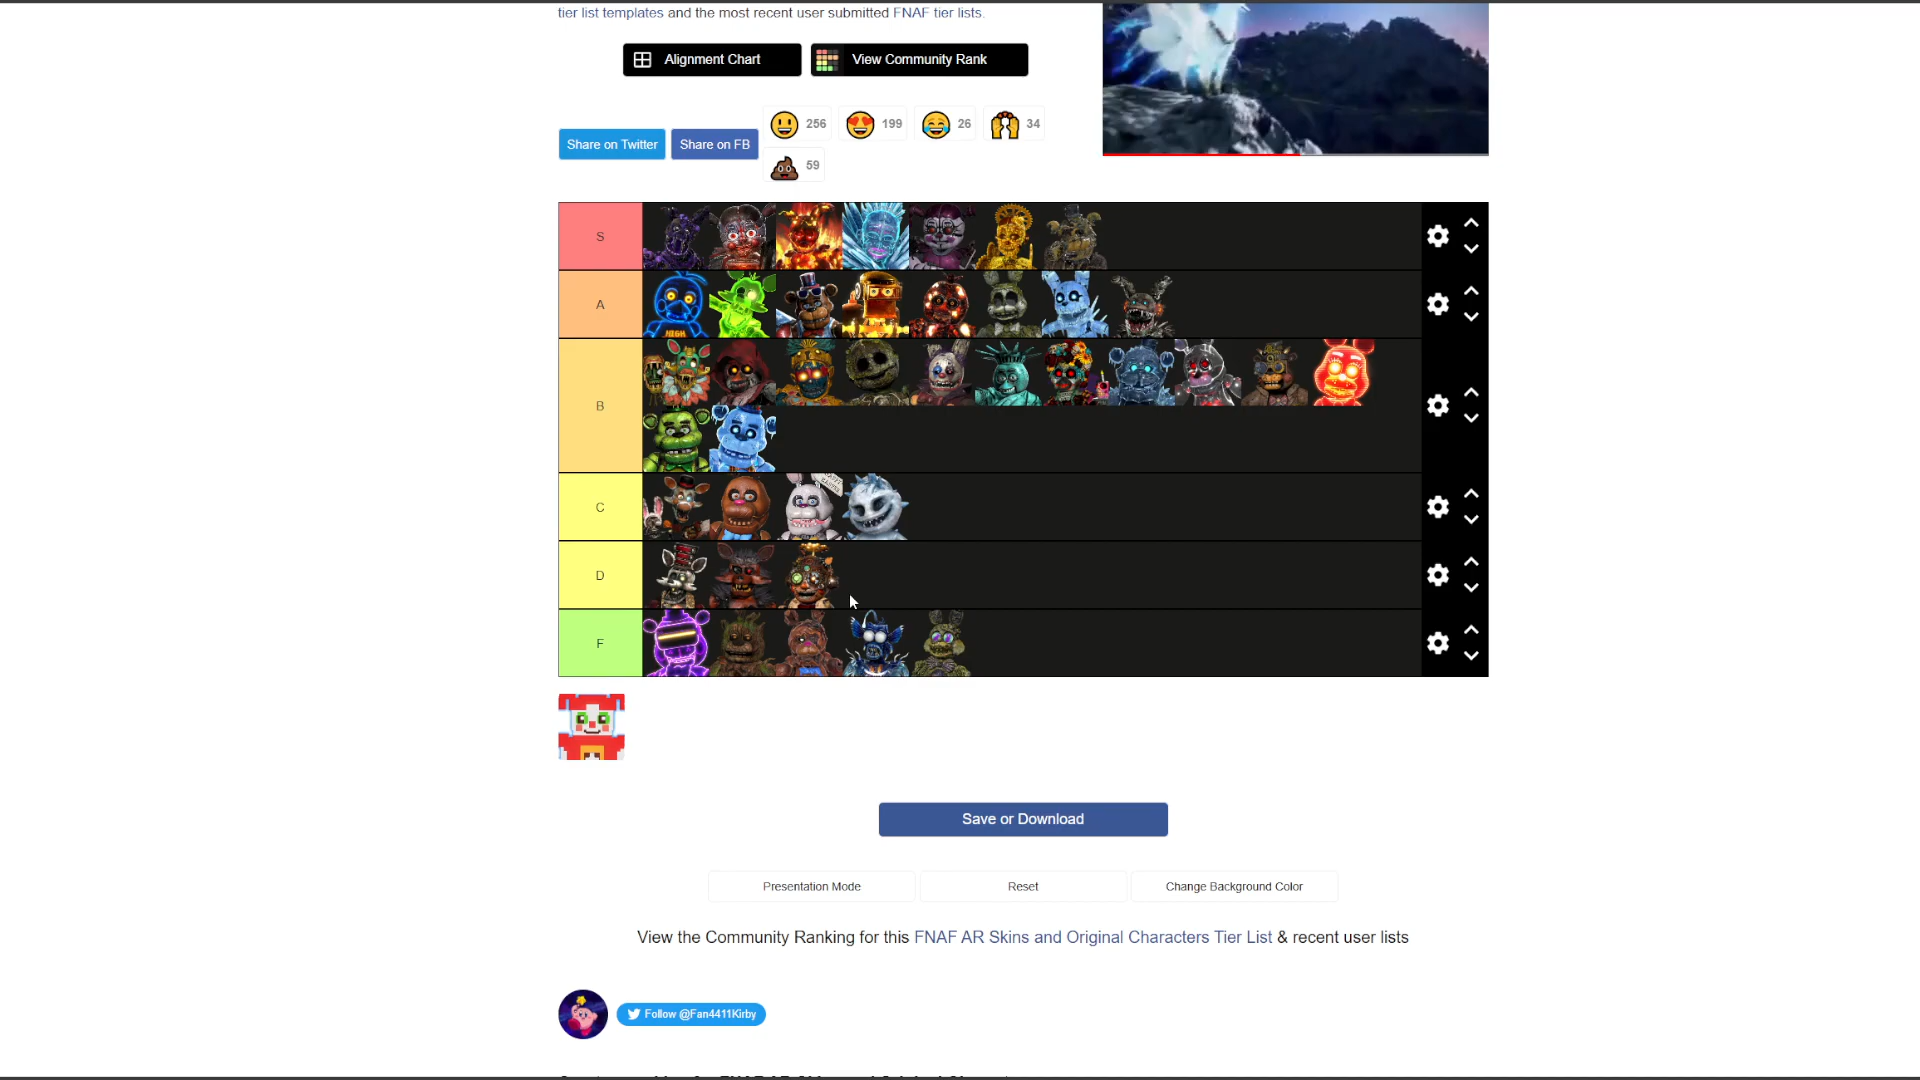 tier list templates and the most recent user submitted FNAF tier lists.
Alignment Chart
View Community Rank
256
199
26
34
Share on Twitter
Share on FB
59
S
A
B
C
D
F
Save or Download
Presentation Mode
Reset
Change Background Color
View the Community Ranking for this FNAF AR Skins and Original Characters Tier List & recent user lists
Follow @Fan4411Kirby